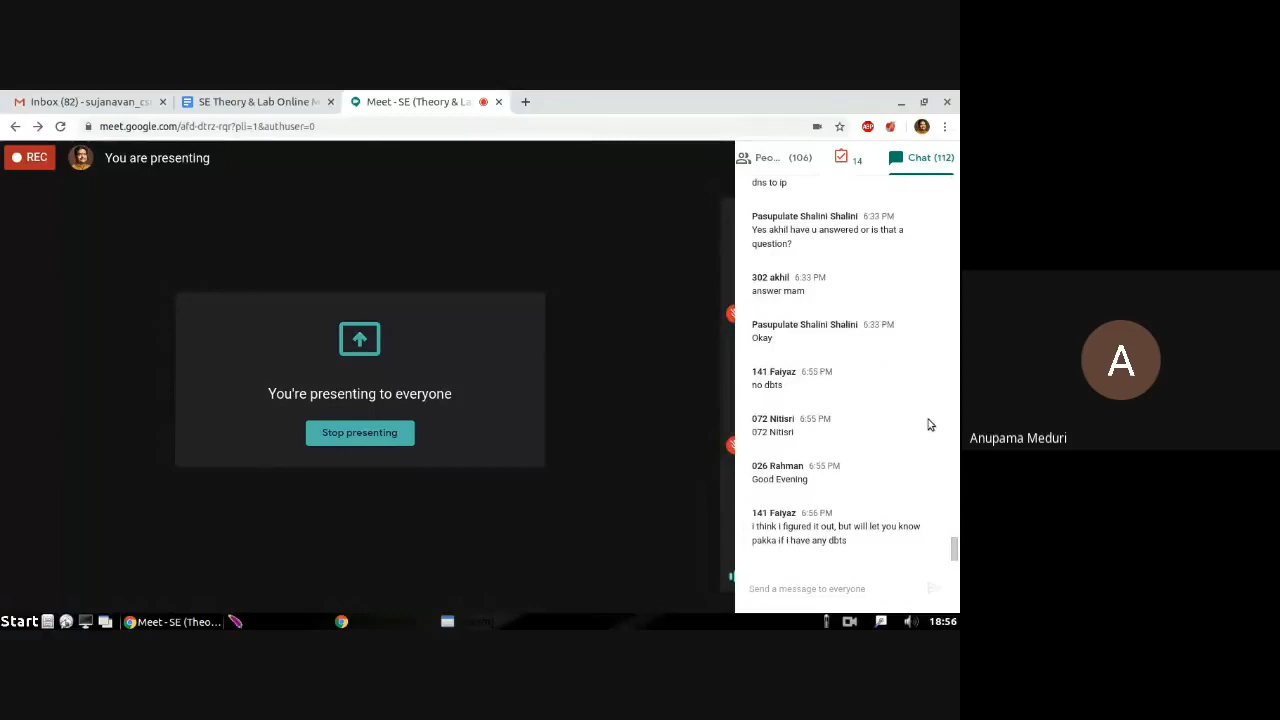 Inbox (82) - sujanavan_cs
SE Theory & Lab Online M
Meet - SE (Theory & La
meet.google.com/afd-dtrz-rqr?pli=1&authuser=0
ABP
REC
You are presenting
Peo... (106)
14
Chat (112)
dns to ip
Pasupulate Shalini Shalini 6:33 PM
Yes akhil have u answered or is that a
question?
302 akhil 6:33 PM
answer mam
Pasupulate Shalini Shalini 6:33 PM
Okay
141 Faiyaz 6:55 PM
no dbts
072 Nitisri 6:55 PM
072 Nitisri
026 Rahman 6:55 PM
Good Evening
141 Faiyaz 6:56 PM
i think i figured it out, but will let you know
pakka if i have any dbts
Send a message to everyone
You're presenting to everyone
Stop presenting
A
Anupama Meduri
Start
Meet - SE (Theo...
18:56